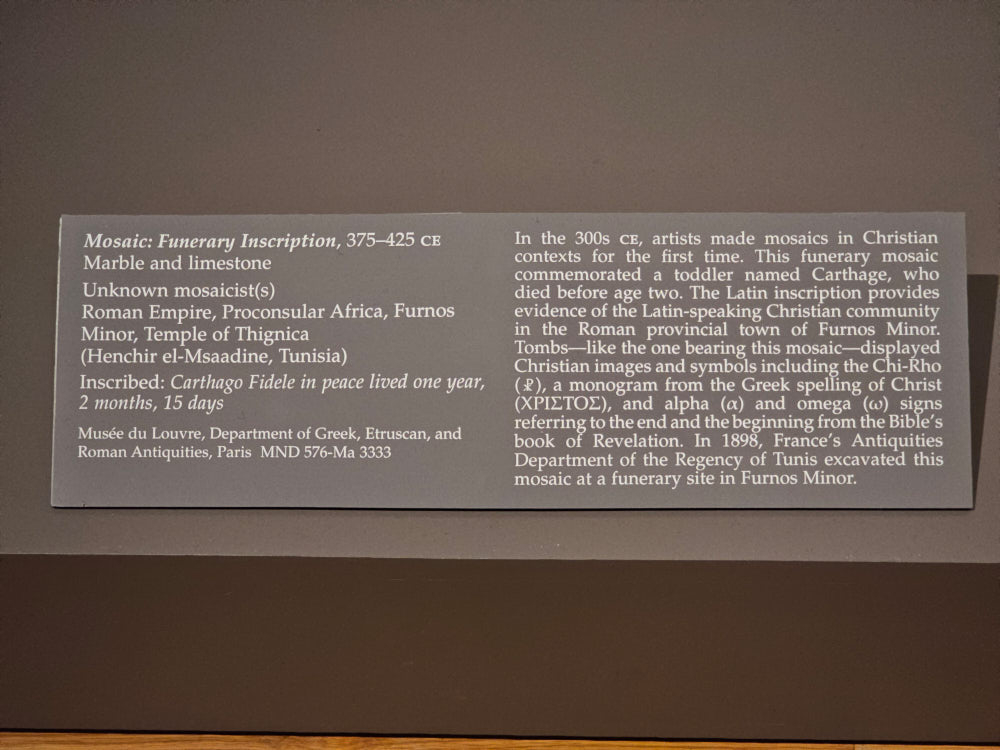 Mosaic: Funerary Inscription, 375–425 CE
Marble and limestone
Unknown mosaicist(s)
Roman Empire, Proconsular Africa, Furnos
Minor, Temple of Thignica
(Henchir el-Msaadine, Tunisia)
Inscribed: Carthago Fidele in peace lived one year,
2 months, 15 days
Musée du Louvre, Department of Greek, Etruscan, and
Roman Antiquities, Paris MND 576-Ma 3333
In the 300s CE, artists made mosaics in Christian
contexts for the first time. This funerary mosaic
commemorated a toddler named Carthage, who
died before age two. The Latin inscription provides
evidence of the Latin-speaking Christian community
in the Roman provincial town of Furnos Minor.
Tombs—like the one bearing this mosaic—displayed
Christian images and symbols including the Chi-Rho
(☧), a monogram from the Greek spelling of Christ
(ΧΡΙΣΤΟΣ), and alpha (α) and omega (ω) signs
referring to the end and the beginning from the Bible's
book of Revelation. In 1898, France's Antiquities
Department of the Regency of Tunis excavated this
mosaic at a funerary site in Furnos Minor.